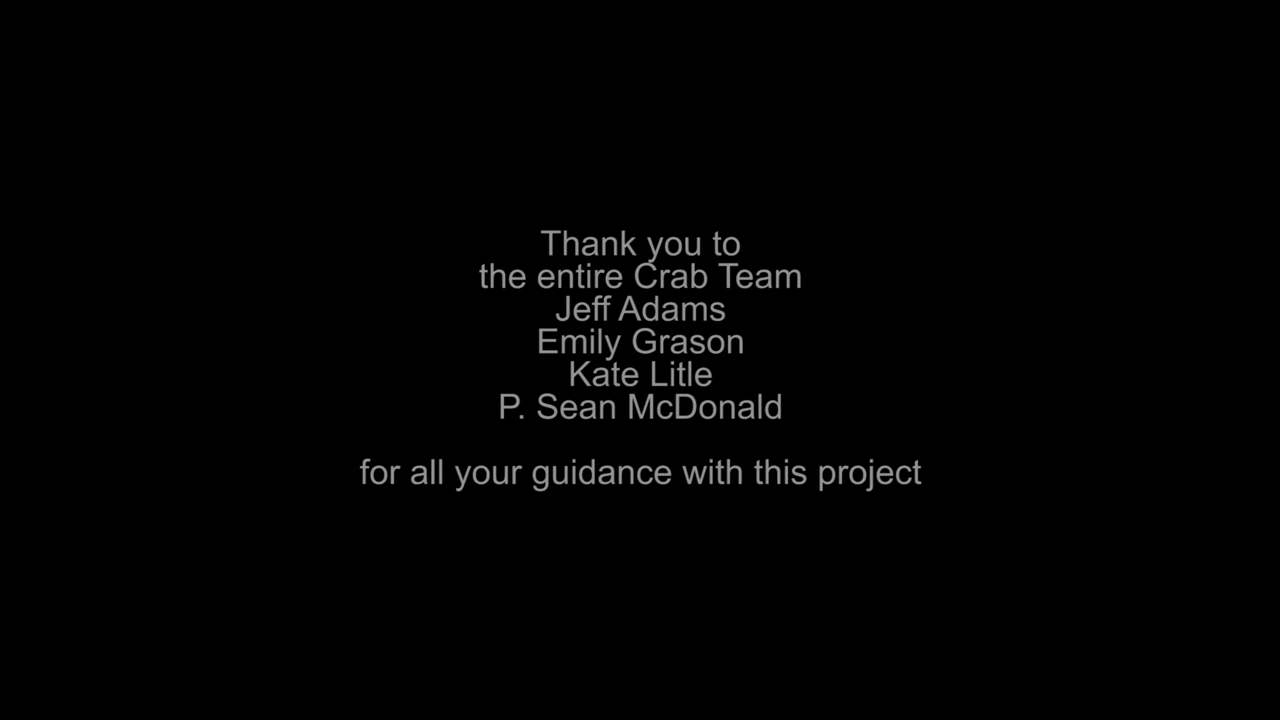 Thank you to
the entire Crab Team
Jeff Adams
Emily Grason
Kate Litle
P. Sean McDonald
for all your guidance with this project